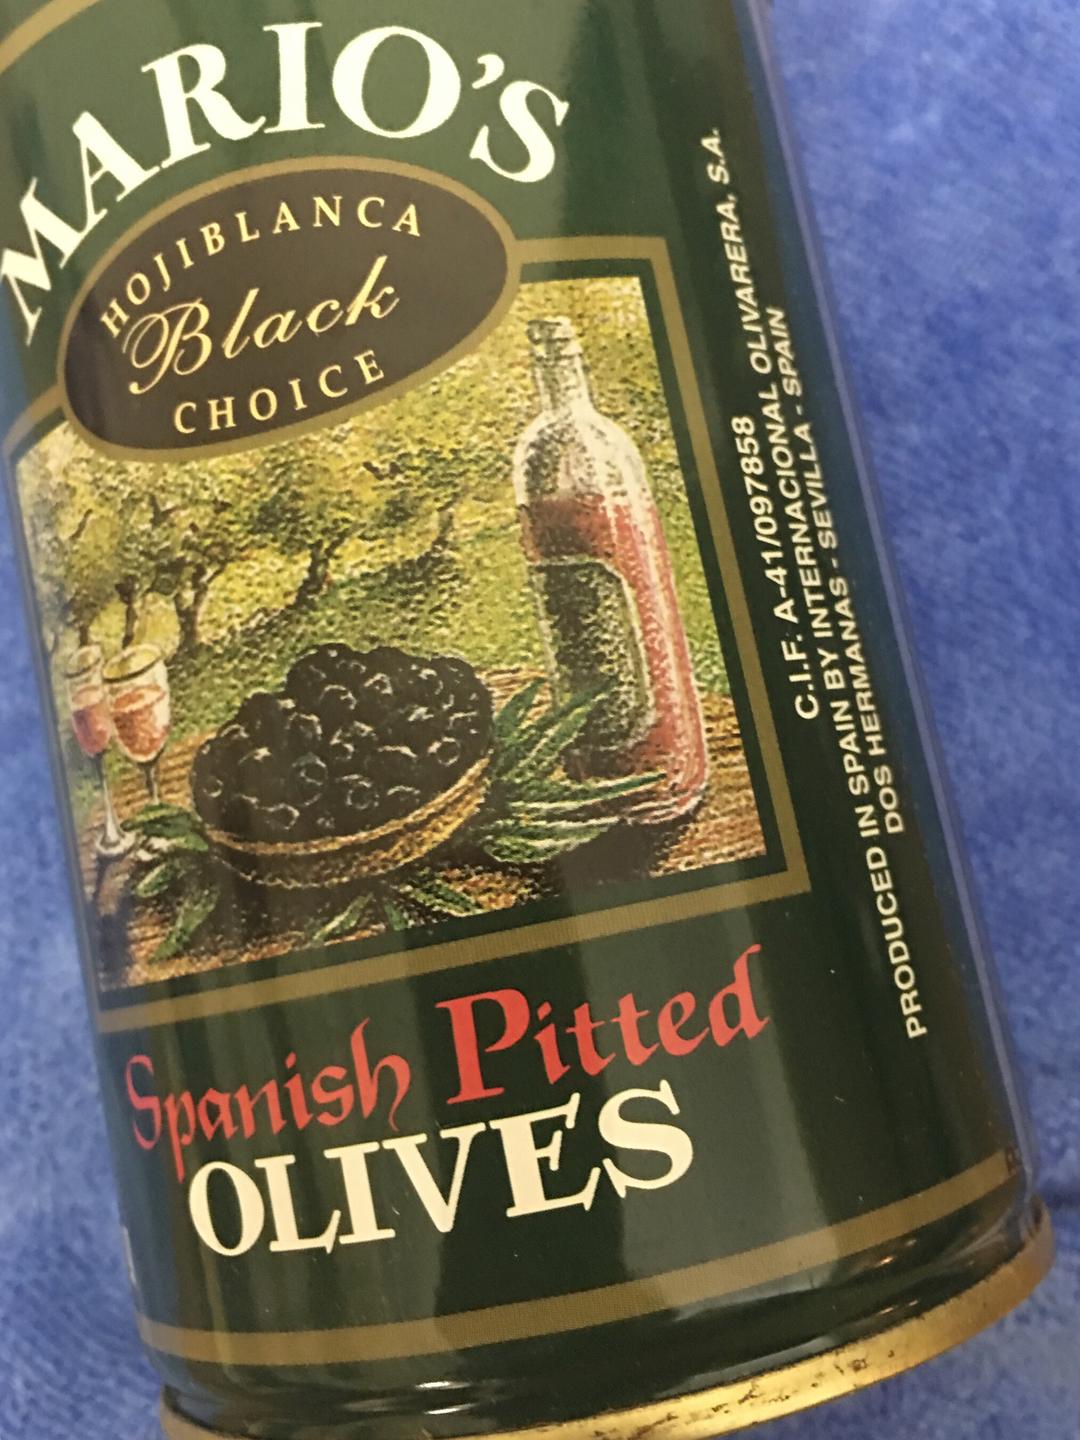 MARIO'S
HOJIBLANCA
Black
CHOICE
Spanish Pitted
OLIVES
C.I.F. A-41/097858
PRODUCED IN SPAIN BY INTERNACIONAL OLIVARERA, S.A.
DOS HERMANAS - SEVILLA - SPAIN